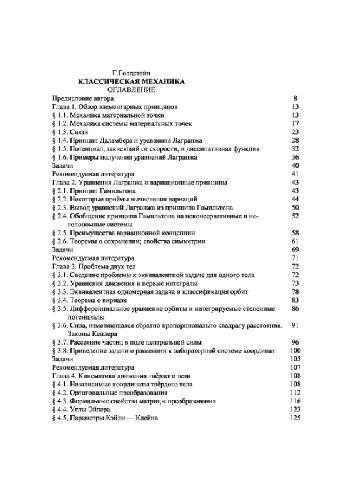 Г.Голдстейн
КЛАССИЧЕСКАЯ МЕХАНИКА
ОГЛАВЛЕНИЕ
Предисловие автора 8
Глава 1. Обзор элементарных принципов 13
§ 1.1. Механика материальной точки 13
§ 1.2. Механика системы материальных точек 17
§ 1.3. Связи 23
§ 1.4. Принцип Даламбера и уравнения Лагранжа 28
§ 1.5. Потенциал, зависящий от скорости, и диссипативная функция 32
§ 1.6. Примеры получения уравнений Лагранжа 36
Задачи 40
Рекомендуемая литература 41
Глава 2. Уравнения Лагранжа и вариационные принципы 43
§ 2.1. Принцип Гамильтона 43
§ 2.2. Некоторые приёмы вычисления вариаций 44
§ 2.3. Вывод уравнений Лагранжа из принципа Гамильтона 50
§ 2.4. Обобщение принципа Гамильтона на неконсервативные и не- 52
голономные системы
§ 2.5. Преимущества вариационной концепции 58
§ 2.6. Теоремы о сохранении; свойства симметрии 61
Задачи 69
Рекомендуемая литература 71
Глава 3. Проблема двух тел 72
§ 3.1. Сведение проблемы к эквивалентной задаче для одного тела 72
§ 3.2. Уравнения движения и первые интегралы 73
§ 3.3. Эквивалентная одномерная задача и классификация орбит 78
§ 3.4. Теорема о вириале 83
§ 3.5. Дифференциальное уравнение орбиты и интегрируемые степенные 86
потенциалы
§ 3.6. Сила, изменяющаяся обратно пропорционально квадрату расстояния. 91
Законы Кеплера
§ 3.7. Рассеяние частиц в поле центральной силы 96
§ 3.8. Приведение задачи о рассеянии к лабораторной системе координат 100
Задачи 105
Рекомендуемая литература 107
Глава 4. Кинематика движения твёрдого тела 108
§ 4.1. Независимые координаты твёрдого тела 108
§ 4.2. Ортогональные преобразования 112
§ 4.3. Формальные свойства матрицы преобразования 116
§ 4.4. Углы Эйлера 123
§ 4.5. Параметры Кэйли — Клейна 125